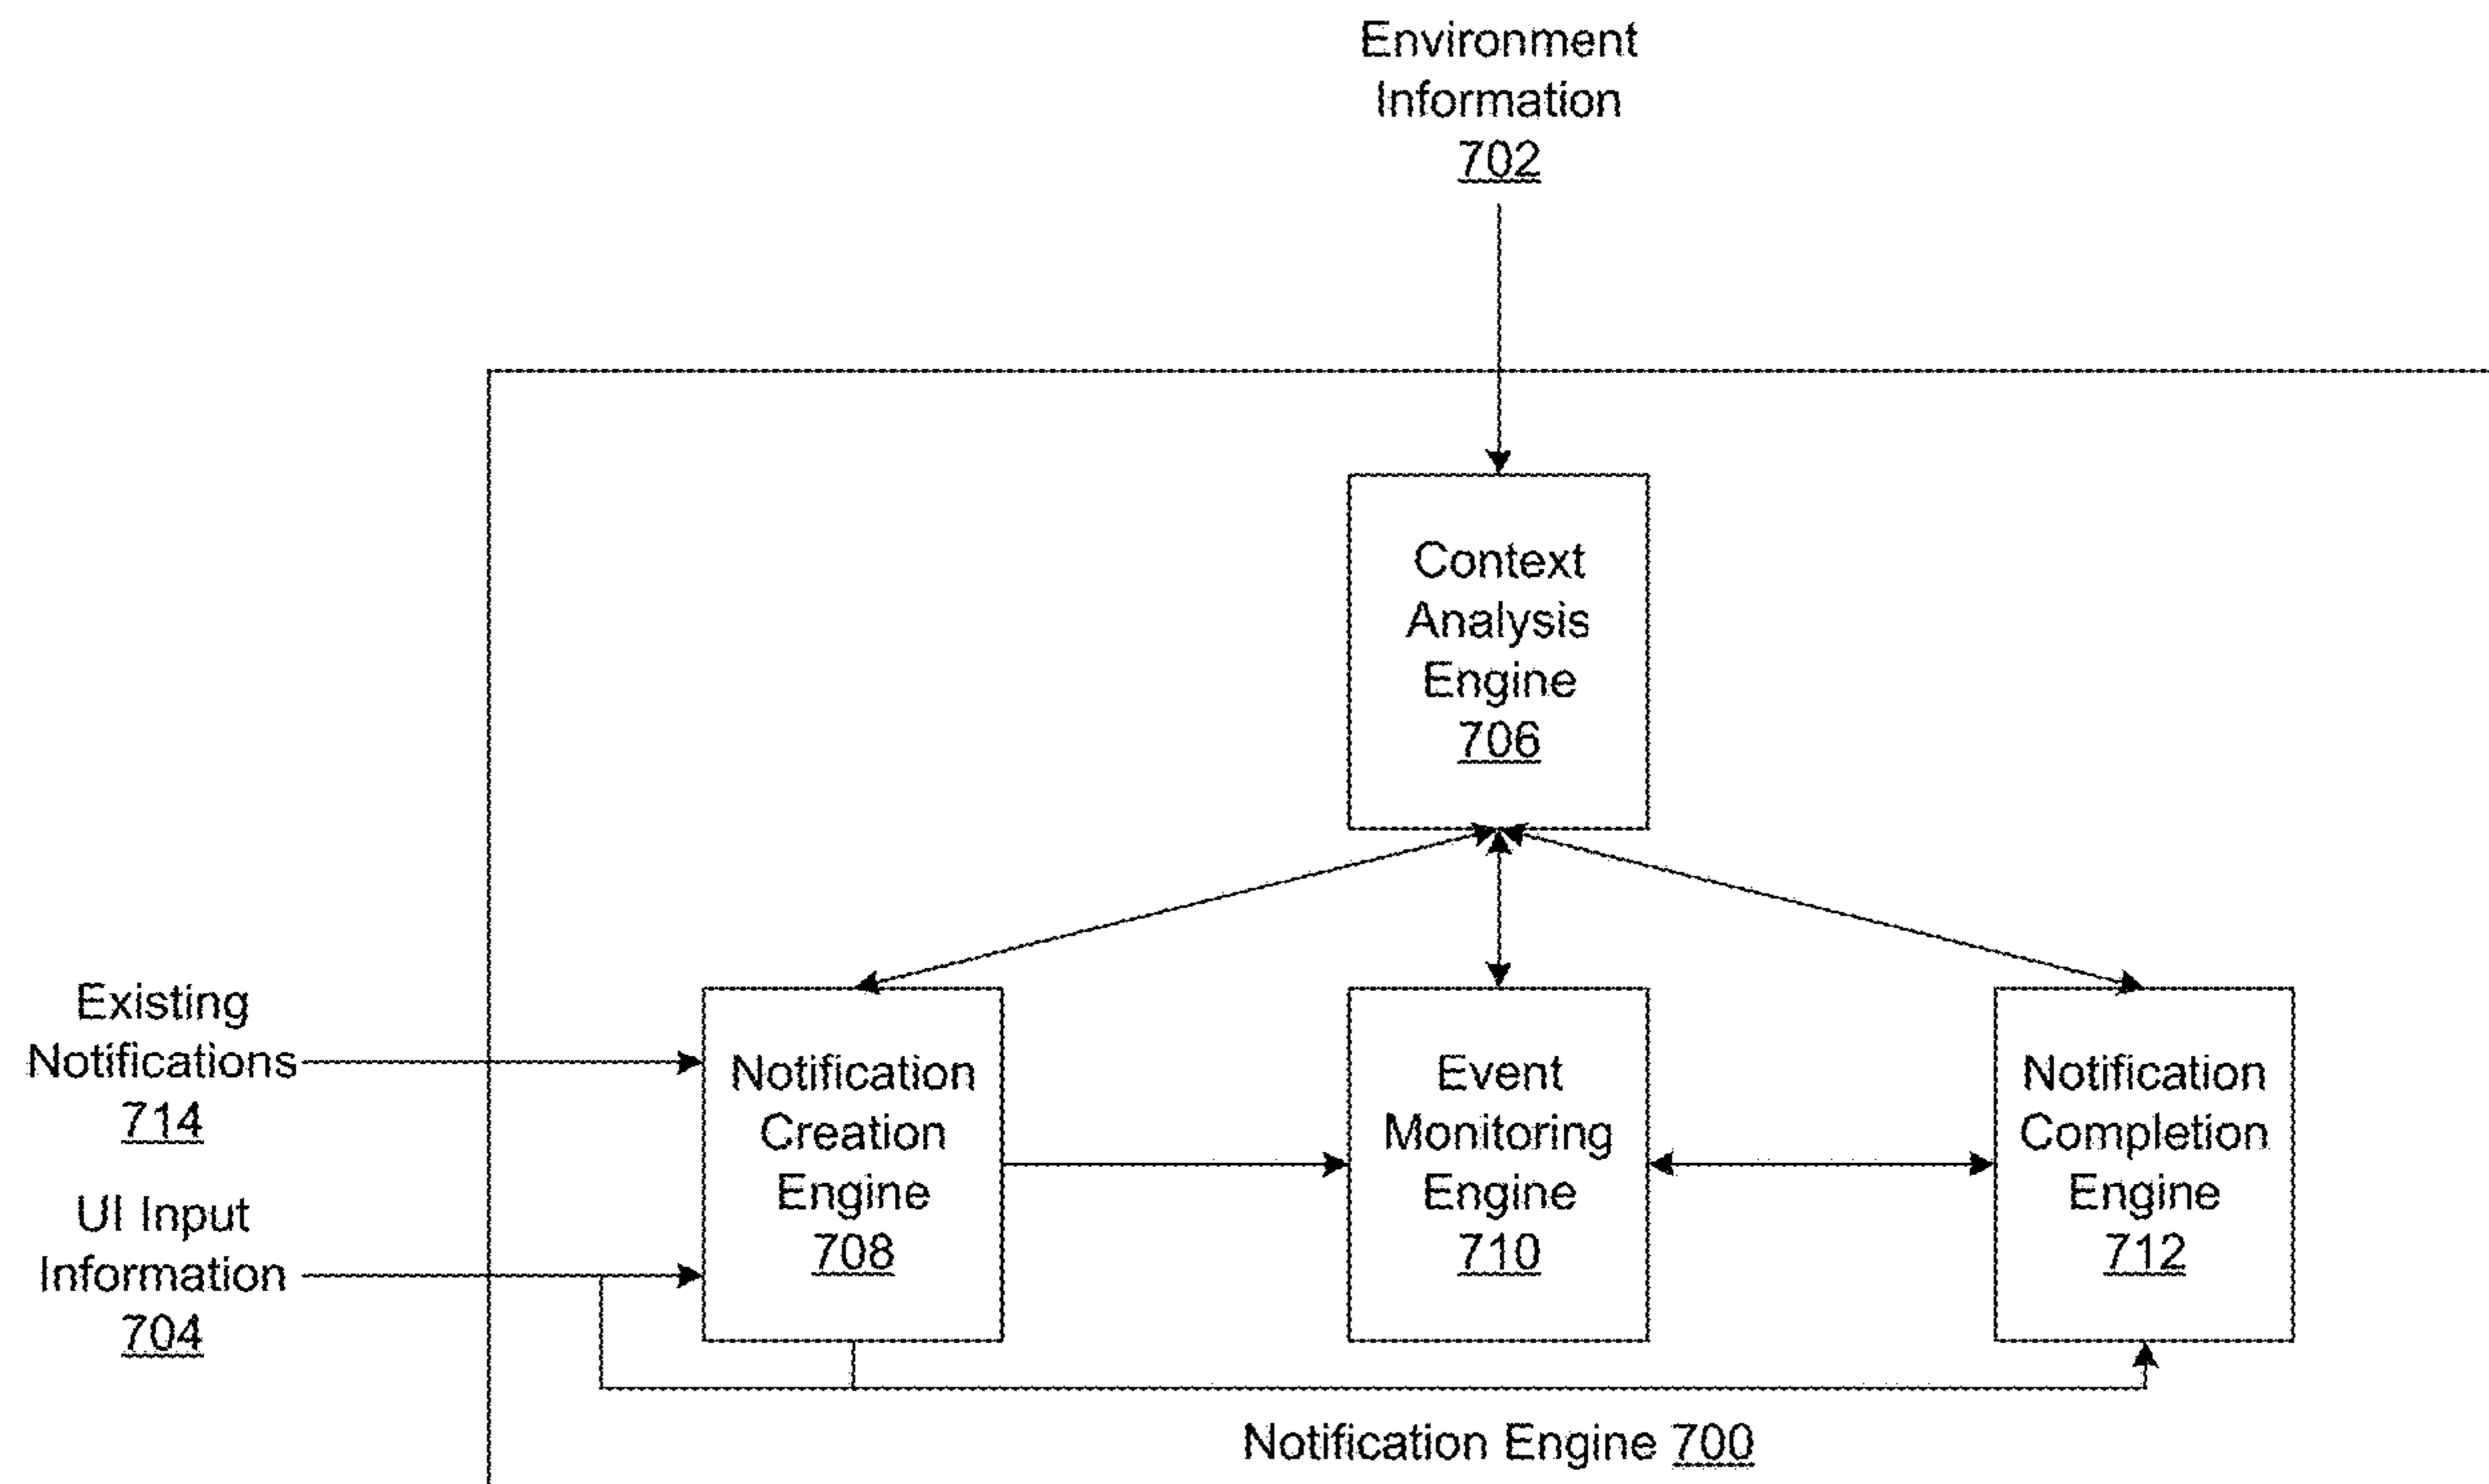 Environment
Information
702
Context
Analysis
Engine
706
Existing
Notifications
714
UI Input
Information
704
Notification
Creation
Engine
708
Event
Monitoring
Engine
710
Notification
Completion
Engine
712
Notification Engine 700